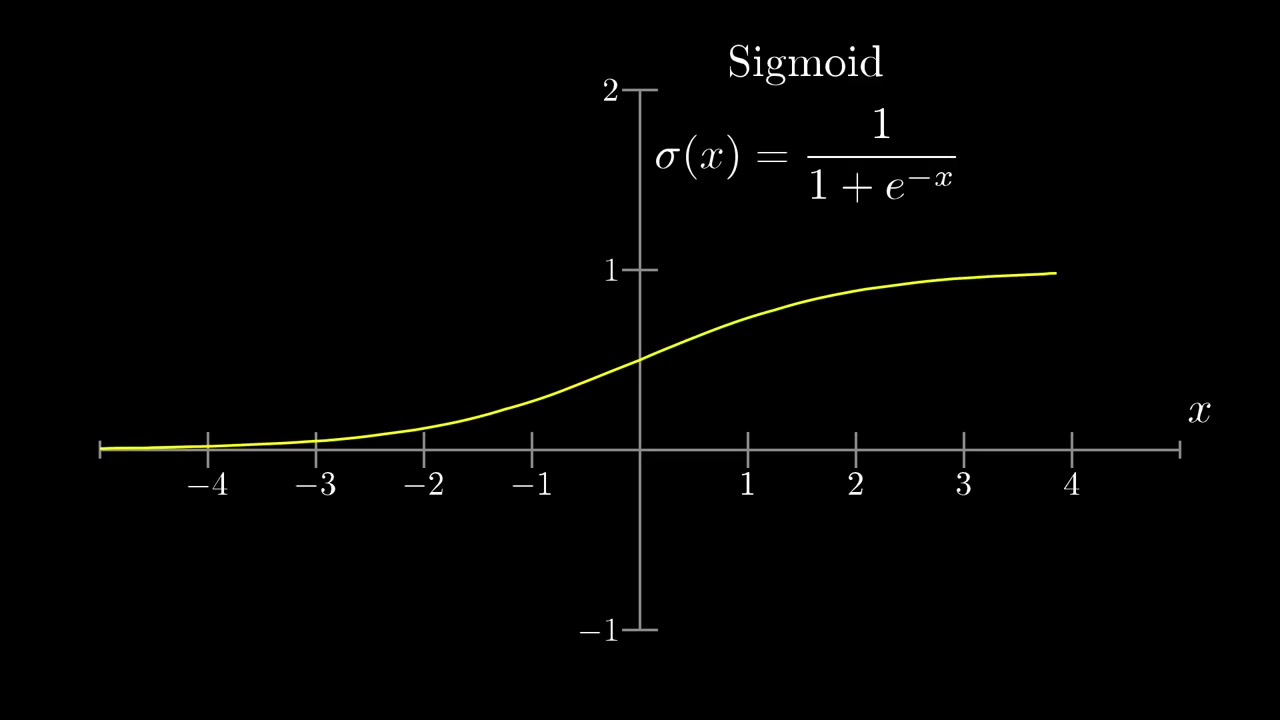 Sigmoid
2
σ(x) = 1 / (1 + e^{−x})
1
x
−4 −3 −2 −1 1 2 3 4
−1